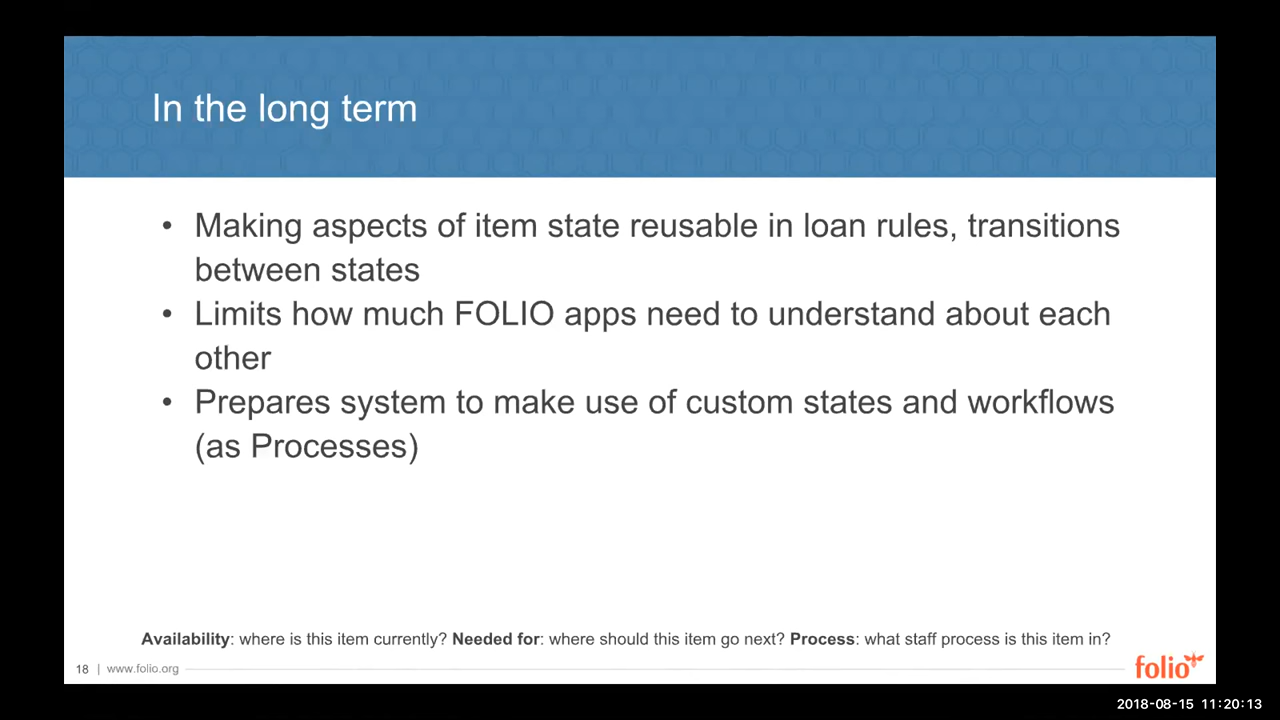 In the long term
• Making aspects of item state reusable in loan rules, transitions
between states
• Limits how much FOLIO apps need to understand about each
other
• Prepares system to make use of custom states and workflows
(as Processes)
Availability: where is this item currently? Needed for: where should this item go next? Process: what staff process is this item in?
18 | www.folio.org
folio
2018-08-15 11:20:13